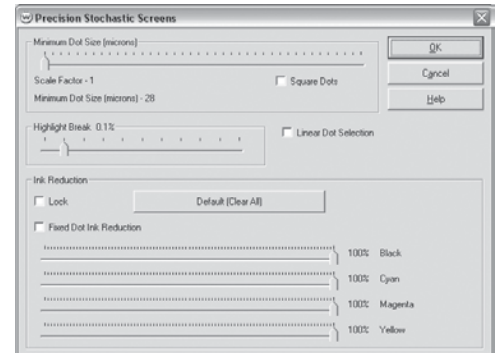 Precision Stochastic Screens
Minimum Dot Size (microns)
OK
Scale Factor - 1
Square Dots
Cancel
Minimum Dot Size (microns) - 28
Help
Highlight Break 0.1%
Linear Dot Selection
Ink Reduction
Lock
Default (Clear All)
Fixed Dot Ink Reduction
100% Black
100% Cyan
100% Magenta
100% Yellow